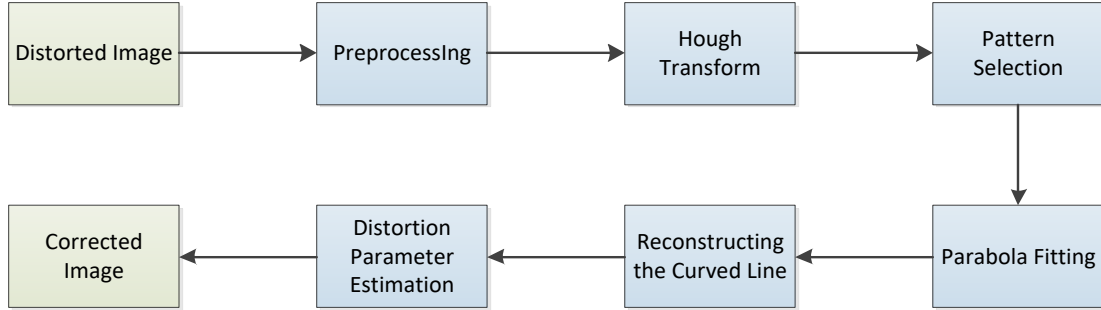 Distorted Image
PreprocessIng
Hough
Transform
Pattern
Selection
Parabola Fitting
Reconstructing
the Curved Line
Distortion
Parameter
Estimation
Corrected
Image